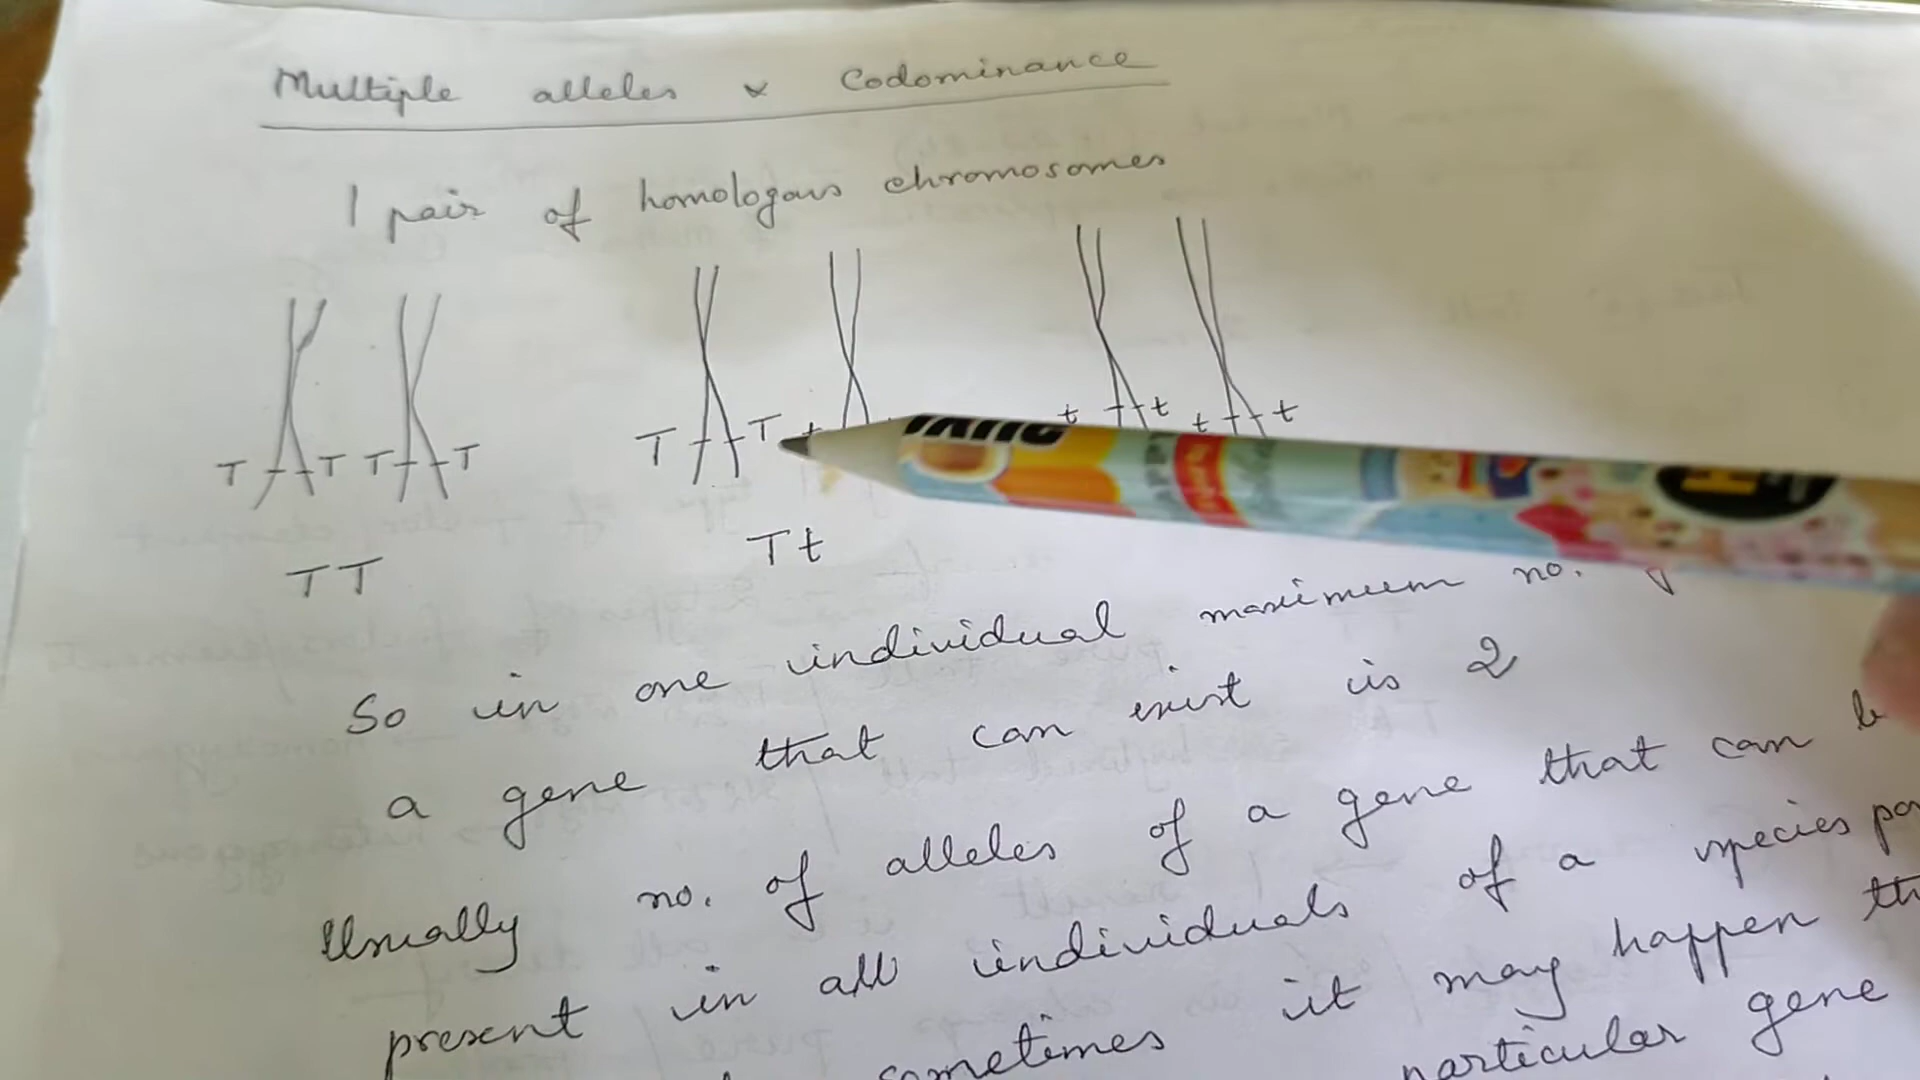 Multiple alleles & Codominance
1 pair of homologous chromosomes
T T T T
T T t
t t t t
TT
Tt
So in one individual maximum no.
a gene that can exist is 2
Usually no. of alleles of a gene that can
present in all individuals of a species
sometimes it may happen
particular gene